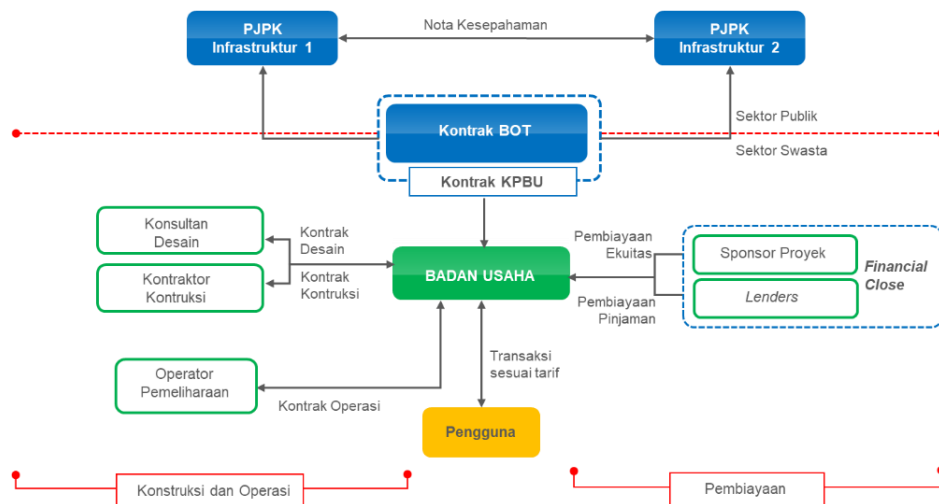 PJPK
Infrastruktur 1
Nota Kesepahaman
PJPK
Infrastruktur 2
Kontrak BOT
Sektor Publik
Sektor Swasta
Kontrak KPBU
Konsultan
Desain
Kontrak
Desain
Kontraktor
Kontruksi
Kontrak
Kontruksi
BADAN USAHA
Pembiayaan
Ekuitas
Pembiayaan
Pinjaman
Sponsor Proyek
Lenders
Financial
Close
Operator
Pemeliharaan
Kontrak Operasi
Transaksi
sesuai tarif
Pengguna
Konstruksi dan Operasi
Pembiayaan